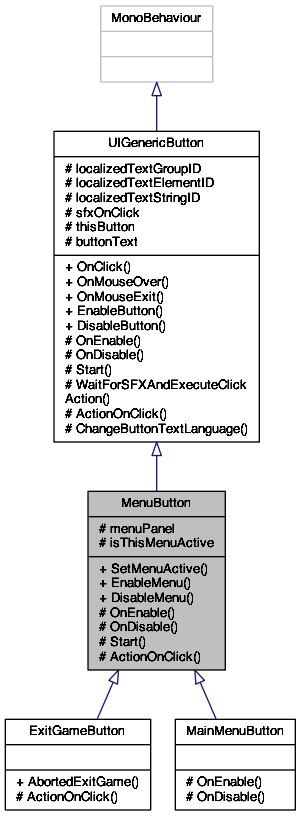 MonoBehaviour
UIGenericButton
# localizedTextGroupID
# localizedTextElementID
# localizedTextStringID
# sfxOnClick
# thisButton
# buttonText
+ OnClick()
+ OnMouseOver()
+ OnMouseExit()
+ EnableButton()
+ DisableButton()
# OnEnable()
# OnDisable()
# Start()
# WaitForSFXAndExecuteClick
Action()
# ActionOnClick()
# ChangeButtonTextLanguage()
MenuButton
# menuPanel
# isThisMenuActive
+ SetMenuActive()
+ EnableMenu()
+ DisableMenu()
# OnEnable()
# OnDisable()
# Start()
# ActionOnClick()
ExitGameButton
+ AbortedExitGame()
# ActionOnClick()
MainMenuButton
# OnEnable()
# OnDisable()